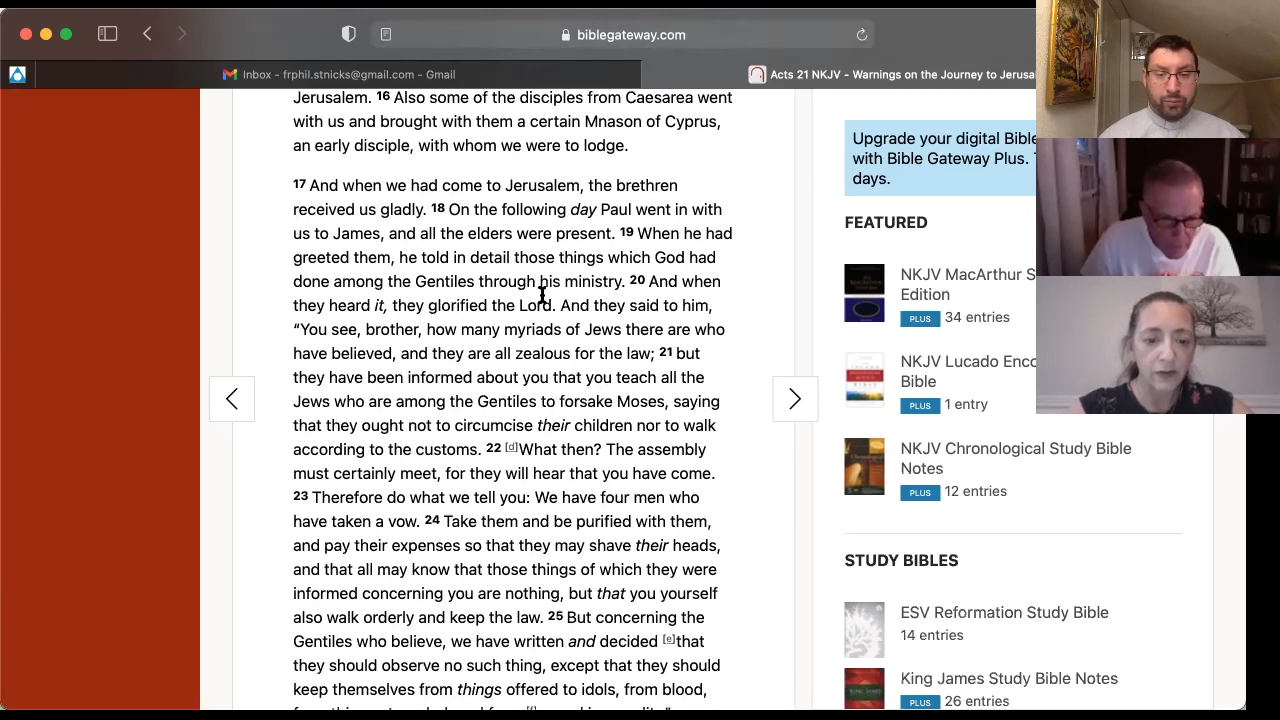 biblegateway.com
Inbox - frphil.stnicks@gmail.com - Gmail
Acts 21 NKJV - Warnings on the Journey to Jerusa
Jerusalem. 16 Also some of the disciples from Caesarea went
with us and brought with them a certain Mnason of Cyprus,
an early disciple, with whom we were to lodge.
17 And when we had come to Jerusalem, the brethren
received us gladly. 18 On the following day Paul went in with
us to James, and all the elders were present. 19 When he had
greeted them, he told in detail those things which God had
done among the Gentiles through his ministry. 20 And when
they heard it, they glorified the Lord. And they said to him,
“You see, brother, how many myriads of Jews there are who
have believed, and they are all zealous for the law; 21 but
they have been informed about you that you teach all the
Jews who are among the Gentiles to forsake Moses, saying
that they ought not to circumcise their children nor to walk
according to the customs. 22 [d]What then? The assembly
must certainly meet, for they will hear that you have come.
23 Therefore do what we tell you: We have four men who
have taken a vow. 24 Take them and be purified with them,
and pay their expenses so that they may shave their heads,
and that all may know that those things of which they were
informed concerning you are nothing, but that you yourself
also walk orderly and keep the law. 25 But concerning the
Gentiles who believe, we have written and decided [e]that
they should observe no such thing, except that they should
keep themselves from things offered to idols, from blood,
Upgrade your digital Bible
with Bible Gateway Plus.
days.
FEATURED
NKJV MacArthur S
Edition
PLUS 34 entries
NKJV Lucado Enco
Bible
PLUS 1 entry
NKJV Chronological Study Bible
Notes
PLUS 12 entries
STUDY BIBLES
ESV Reformation Study Bible
14 entries
King James Study Bible Notes
PLUS 26 entries